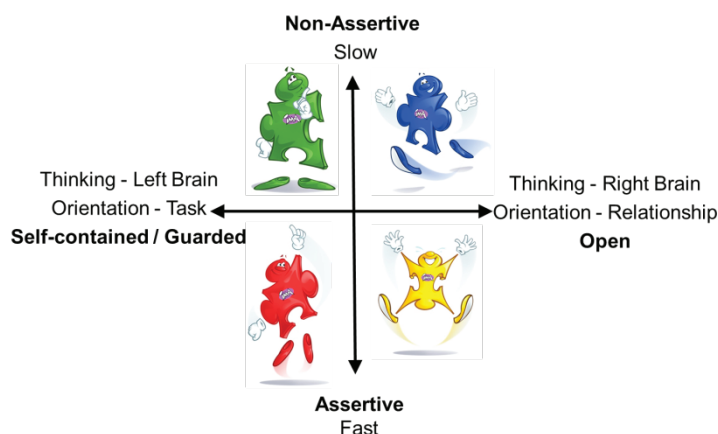 Non-Assertive
Slow
Thinking - Left Brain
Orientation - Task
Self-contained / Guarded
Thinking - Right Brain
Orientation - Relationship
Open
Assertive
Fast